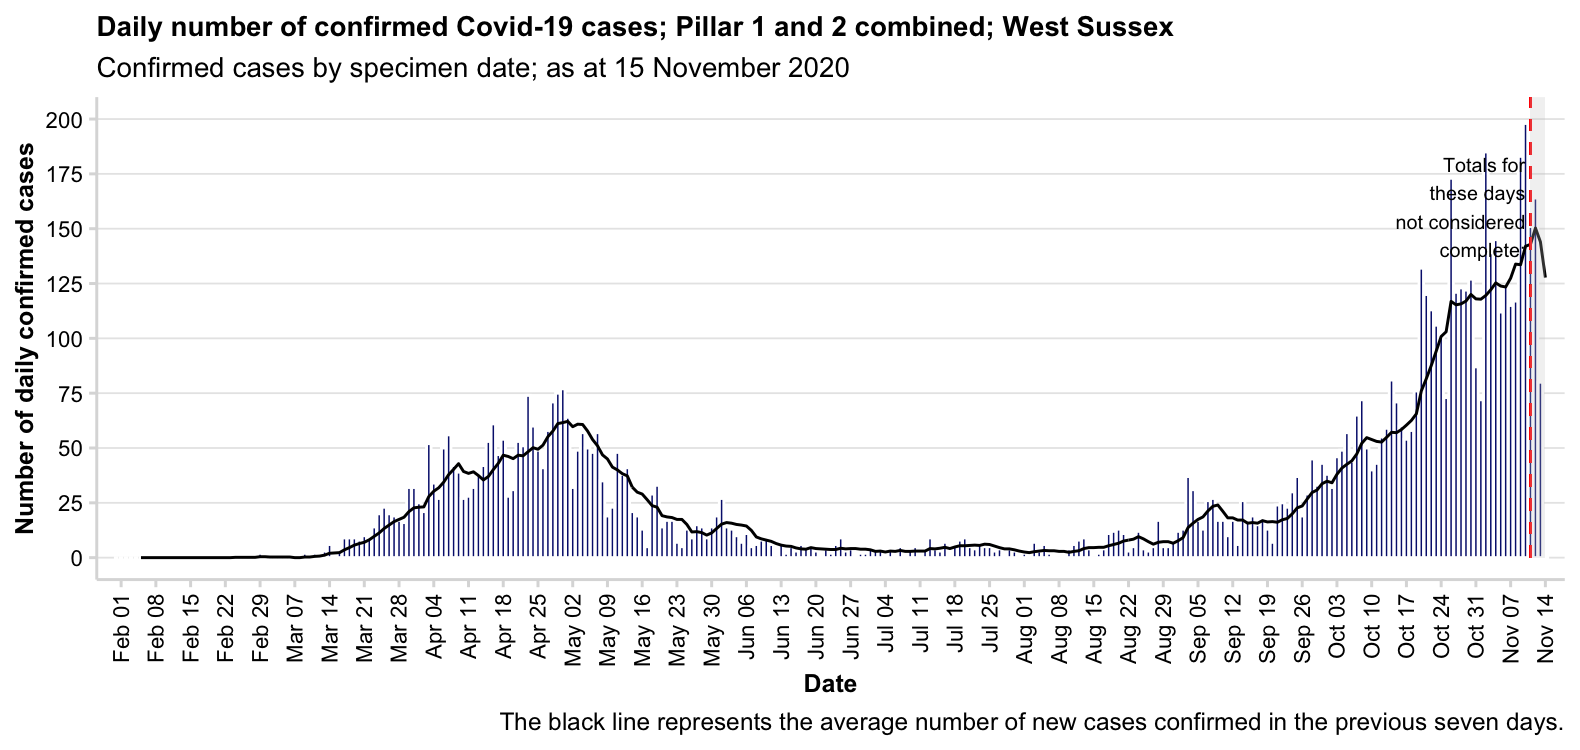 Daily number of confirmed Covid-19 cases; Pillar 1 and 2 combined; West Sussex
Confirmed cases by specimen date; as at 15 November 2020
Number of daily confirmed cases
200
175
150
125
100
75
50
25
0
Totals for
these days
not considered
complete
Feb 01
Feb 08
Feb 15
Feb 22
Feb 29
Mar 07
Mar 14
Mar 21
Mar 28
Apr 04
Apr 11
Apr 18
Apr 25
May 02
May 09
May 16
May 23
May 30
Jun 06
Jun 13
Jun 20
Jun 27
Jul 04
Jul 11
Jul 18
Jul 25
Aug 01
Aug 08
Aug 15
Aug 22
Aug 29
Sep 05
Sep 12
Sep 19
Sep 26
Oct 03
Oct 10
Oct 17
Oct 24
Oct 31
Nov 07
Nov 14
Date
The black line represents the average number of new cases confirmed in the previous seven days.